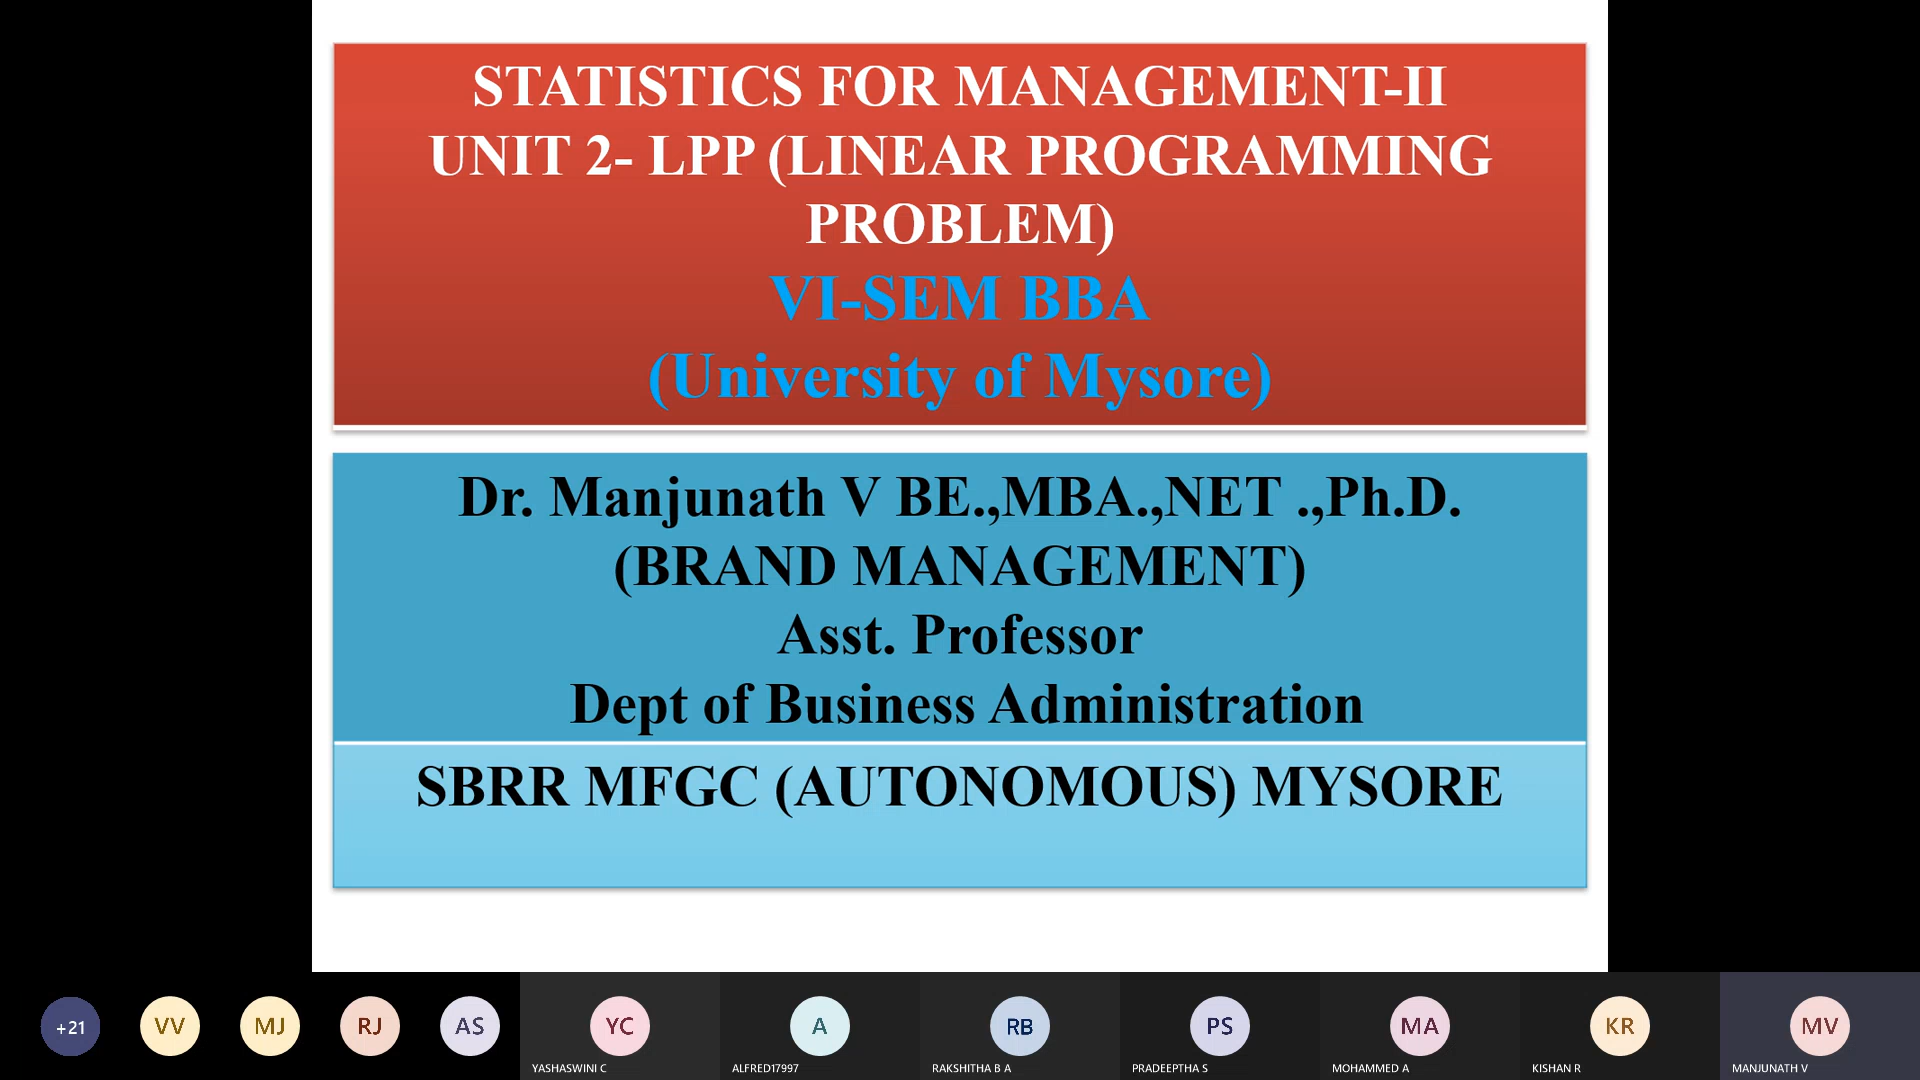 STATISTICS FOR MANAGEMENT-II
UNIT 2- LPP (LINEAR PROGRAMMING
PROBLEM)
VI-SEM BBA
(University of Mysore)
Dr. Manjunath V BE.,MBA.,NET .,Ph.D.
(BRAND MANAGEMENT)
Asst. Professor
Dept of Business Administration
SBRR MFGC (AUTONOMOUS) MYSORE
+21
VV
MJ
RJ
AS
YC
A
RB
PS
MA
KR
MV
YASHASWINI C
ALFRED17997
RAKSHITHA B A
PRADEEPTHA S
MOHAMMED A
KISHAN R
MANJUNATH V